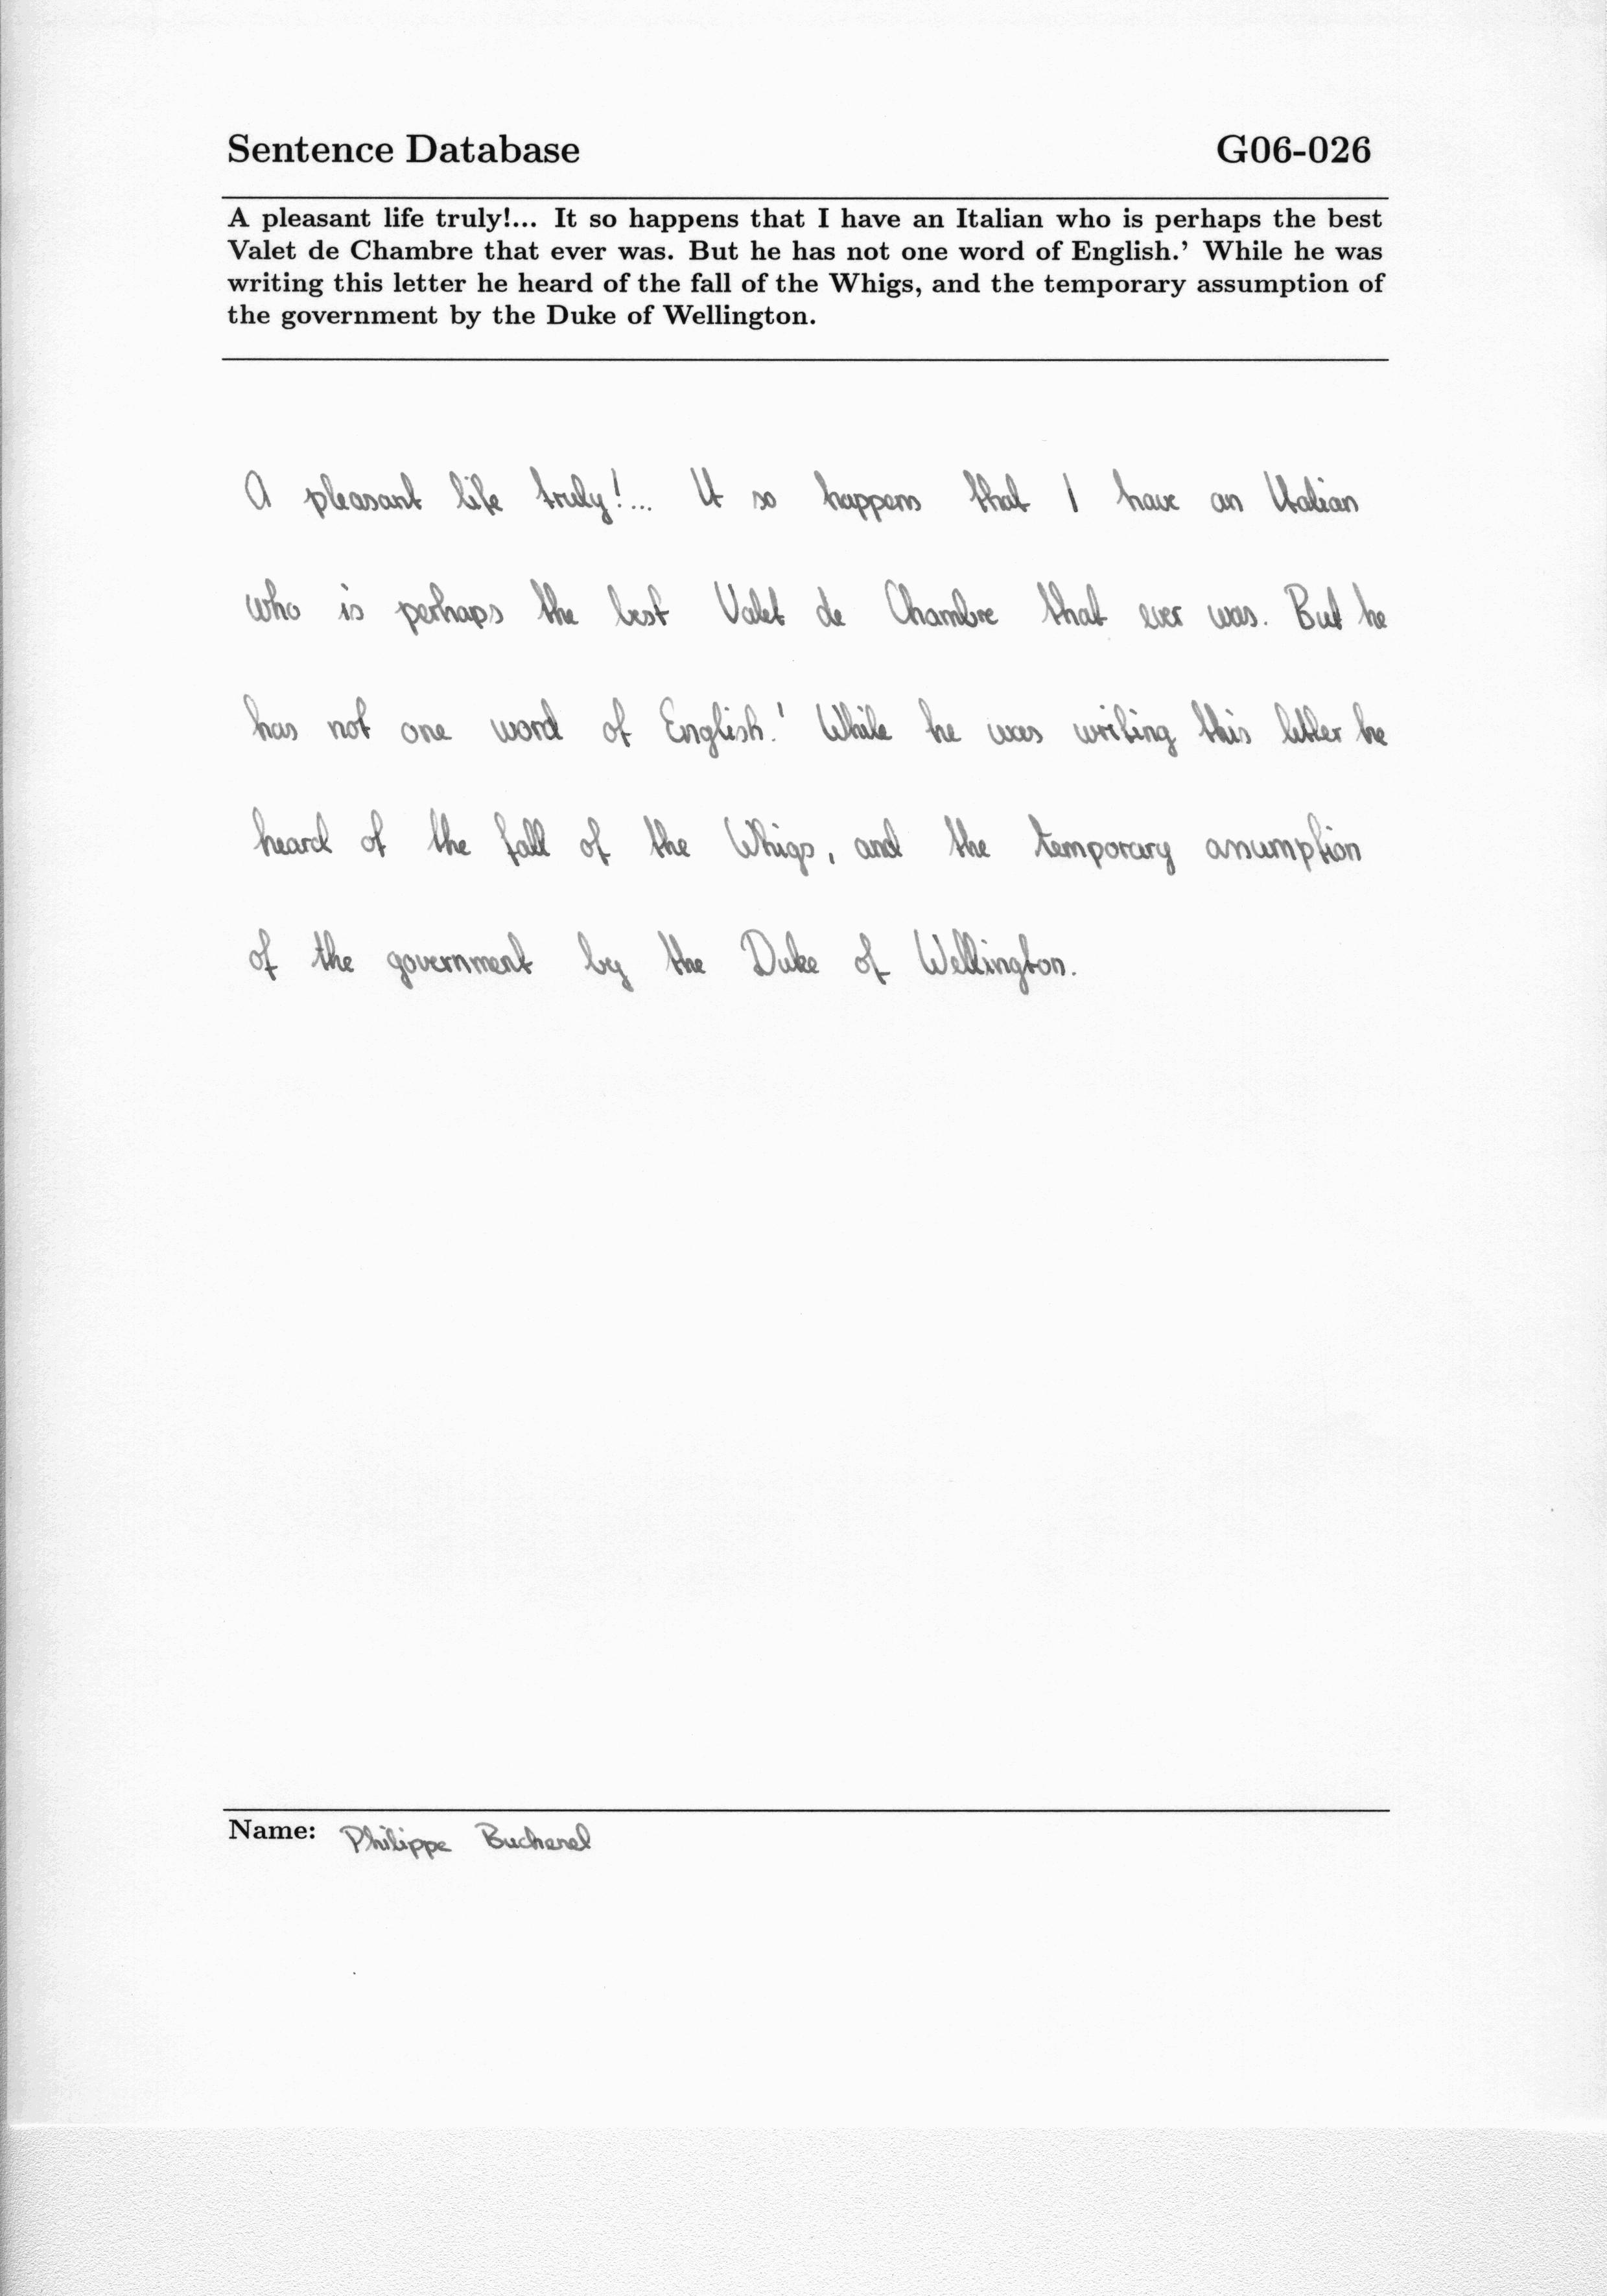 Sentence Database G06-026
A pleasant life truly!... It so happens that I have an Italian who is perhaps the best
Valet de Chambre that ever was. But he has not one word of English.’ While he was
writing this letter he heard of the fall of the Whigs, and the temporary assumption of
the government by the Duke of Wellington.
A pleasant life truly!... It so happens that I have an Italian
who is perhaps the best Valet de Chambre that ever was. But he
has not one word of English.' While he was writing this letter he
heard of the fall of the Whigs, and the temporary assumption
of the government by the Duke of Wellington.
Name: Philippe Bucherel